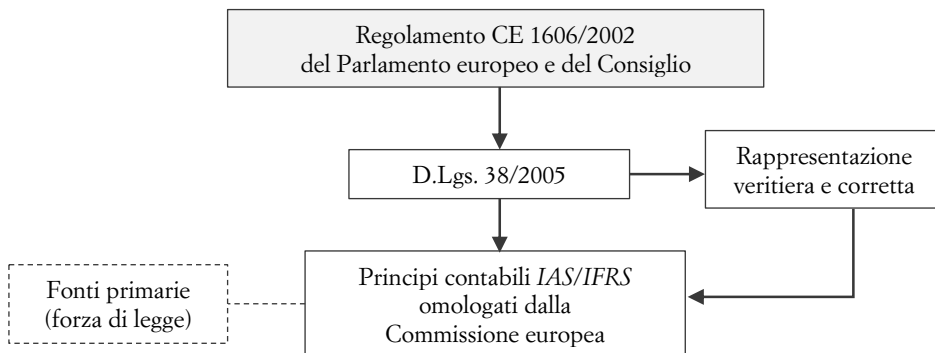 Regolamento CE 1606/2002
del Parlamento europeo e del Consiglio
D.Lgs. 38/2005
Rappresentazione
veritiera e corretta
Fonti primarie
(forza di legge)
Principi contabili IAS/IFRS
omologati dalla
Commissione europea